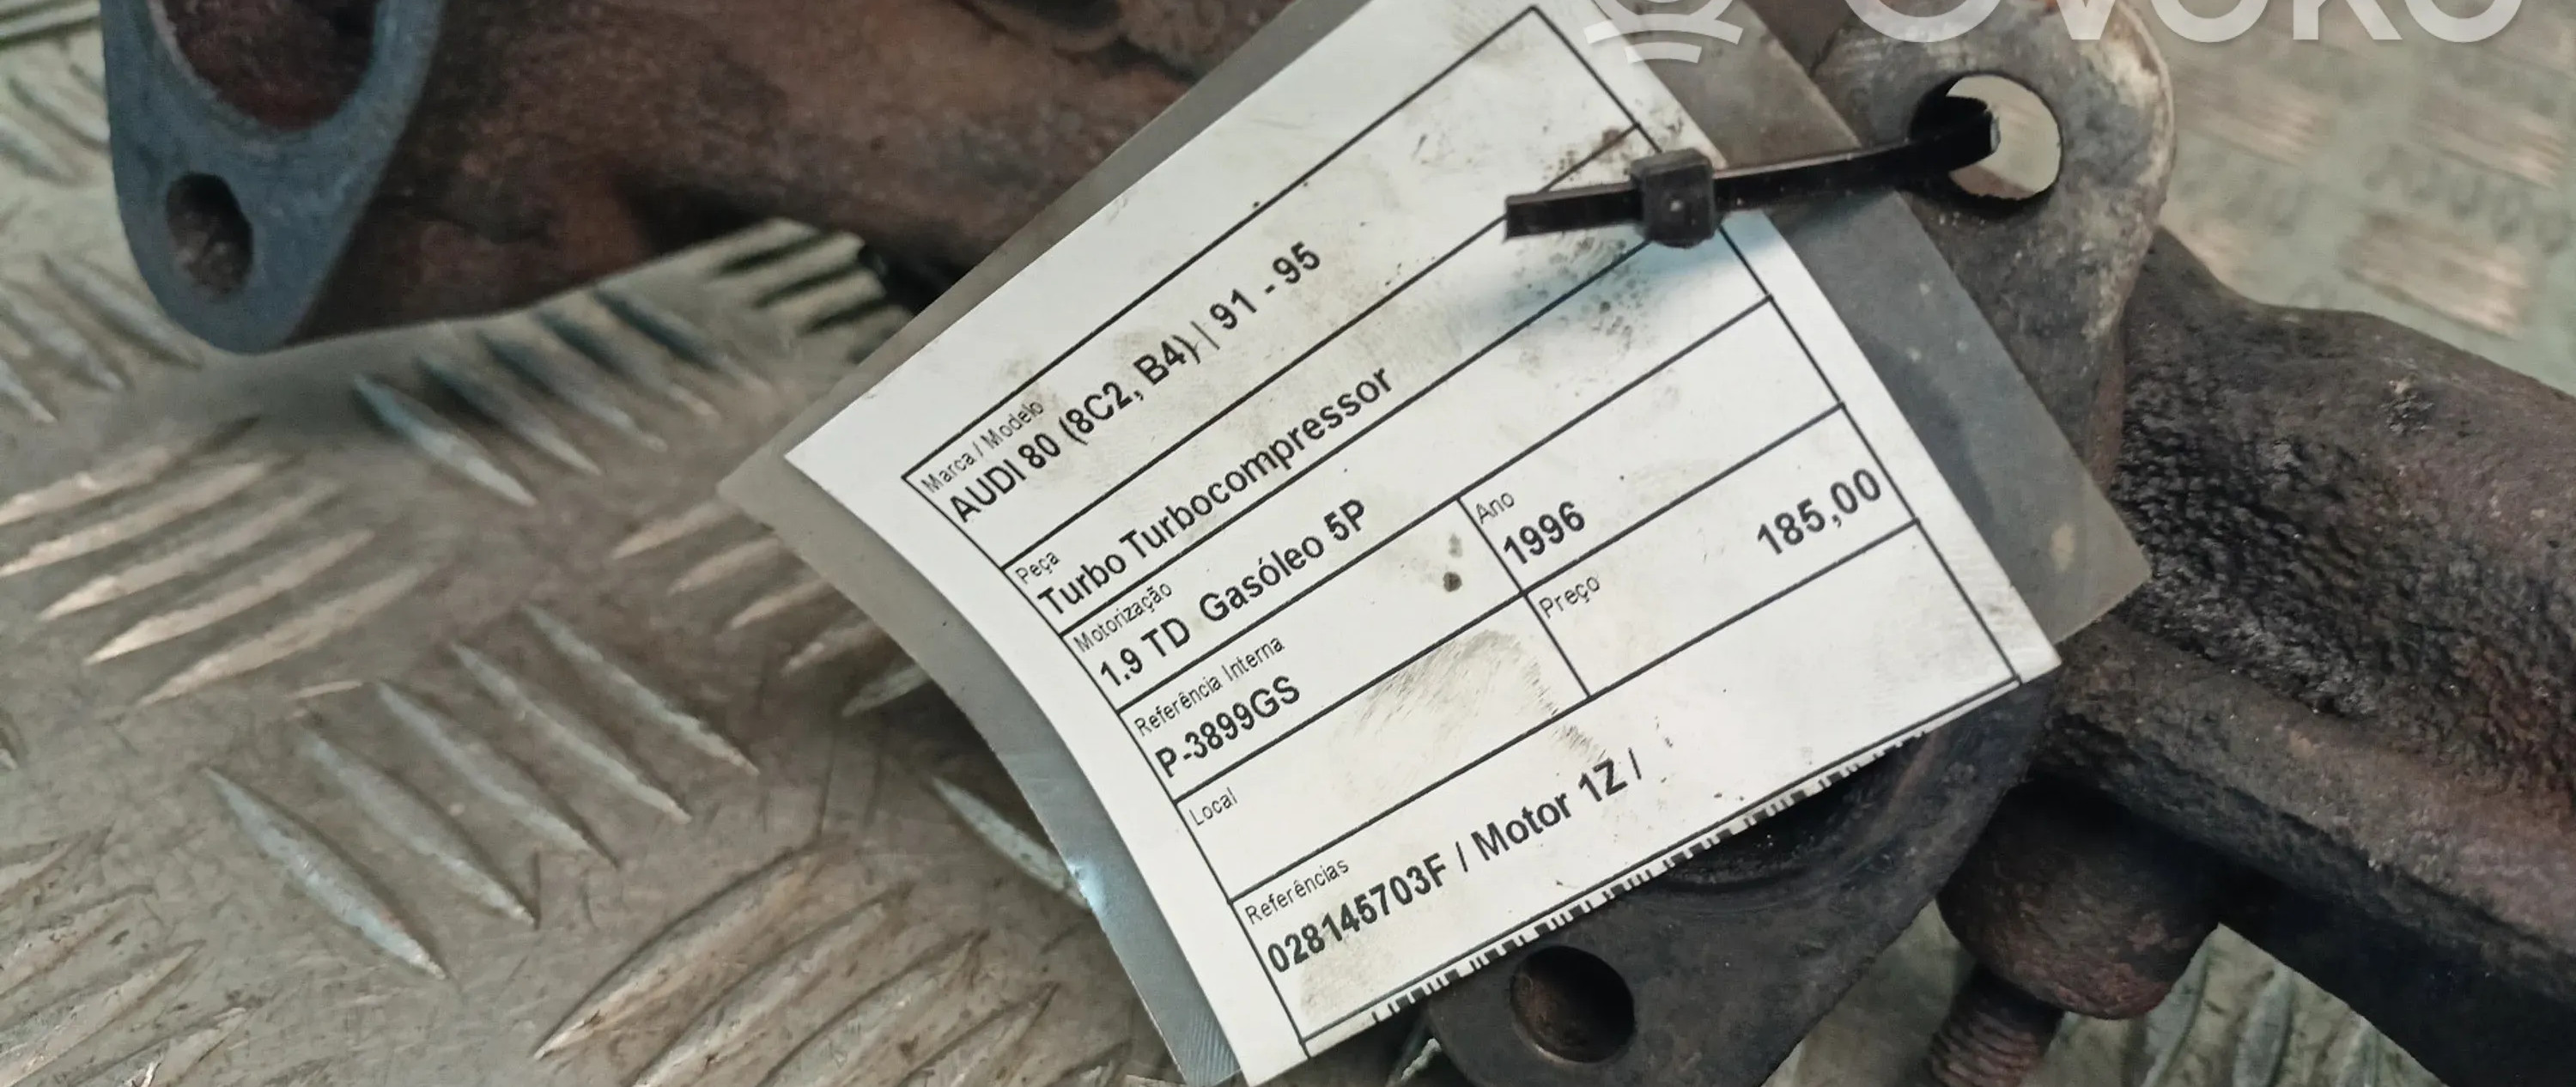 Ovoko
Marca / Modelo
AUDI 80 (8C2, B4) | 91 - 95
Peça
Turbo Turbocompressor
Motorização
1.9 TD Gasóleo 5P
Ano
1996
Referência Interna
P-3899GS
Preço
185,00
Local
Referências
028145703F / Motor 1Z /